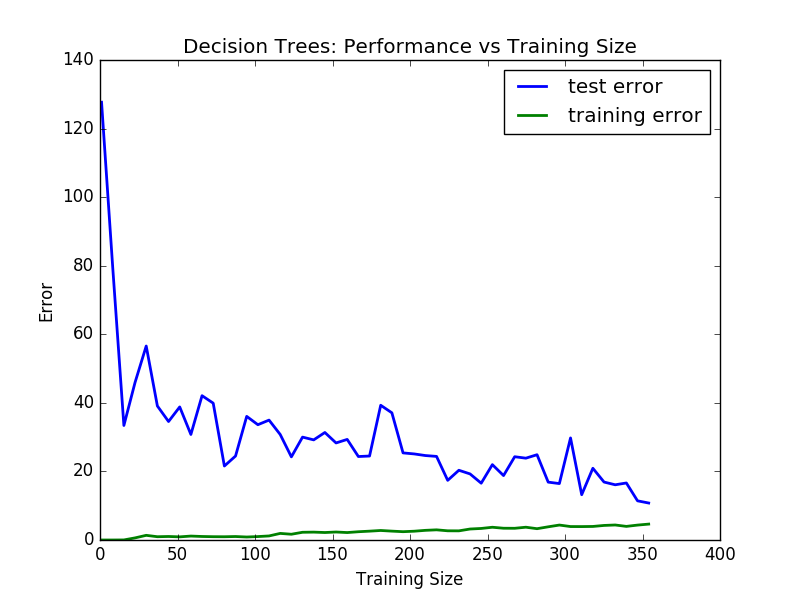 Decision Trees: Performance vs Training Size
140
120
100
80
60
40
20
0
Error
test error
training error
0 50 100 150 200 250 300 350 400
Training Size